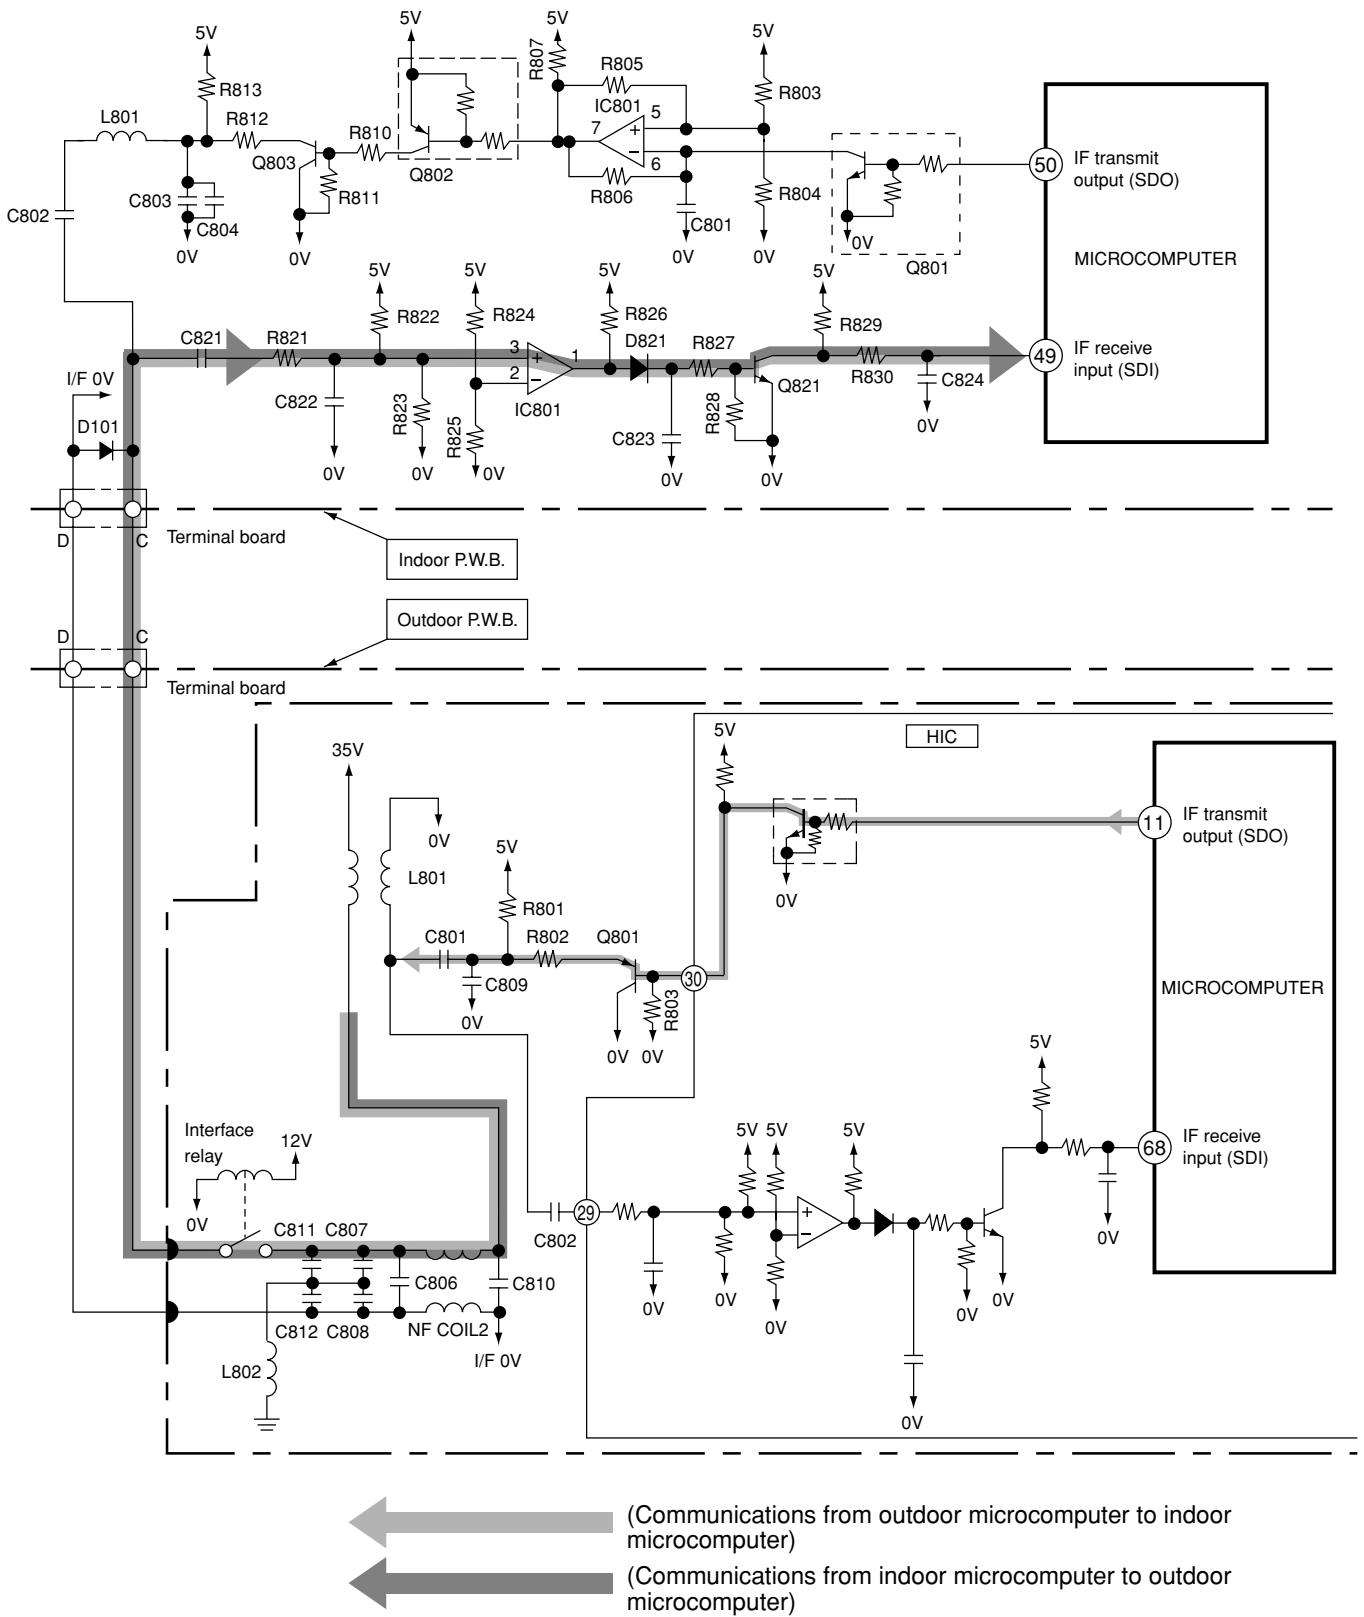 5V
5V
5V
5V
R807
R805
R813
R803
IC801
L801
R812
R810
5
7
+
−
6
50
IF transmit
output (SDO)
Q803
Q802
R811
C803
C804
R806
R804
C802
C801
0V
0V
0V
0V
0V
Q801
MICROCOMPUTER
5V
5V
5V
5V
R822
R824
R826
R829
C821
R821
D821
R827
3
+
1
2
−
49
IF receive
input (SDI)
I/F 0V
R830
C824
Q821
C822
R823
R825
IC801
R828
D101
C823
0V
0V
0V
0V
0V
0V
D
C
Terminal board
Indoor P.W.B.
Outdoor P.W.B.
D
C
Terminal board
HIC
5V
35V
11
IF transmit
output (SDO)
0V
5V
L801
0V
R801
C801
R802
Q801
30
C809
R803
MICROCOMPUTER
0V
0V
0V
5V
Interface
relay
12V
5V
5V
5V
68
IF receive
input (SDI)
0V
29
+
−
C811
C807
C802
0V
C806
C810
0V
0V
0V
0V
0V
C812
C808
NF COIL2
I/F 0V
L802
0V
(Communications from outdoor microcomputer to indoor
microcomputer)
(Communications from indoor microcomputer to outdoor
microcomputer)